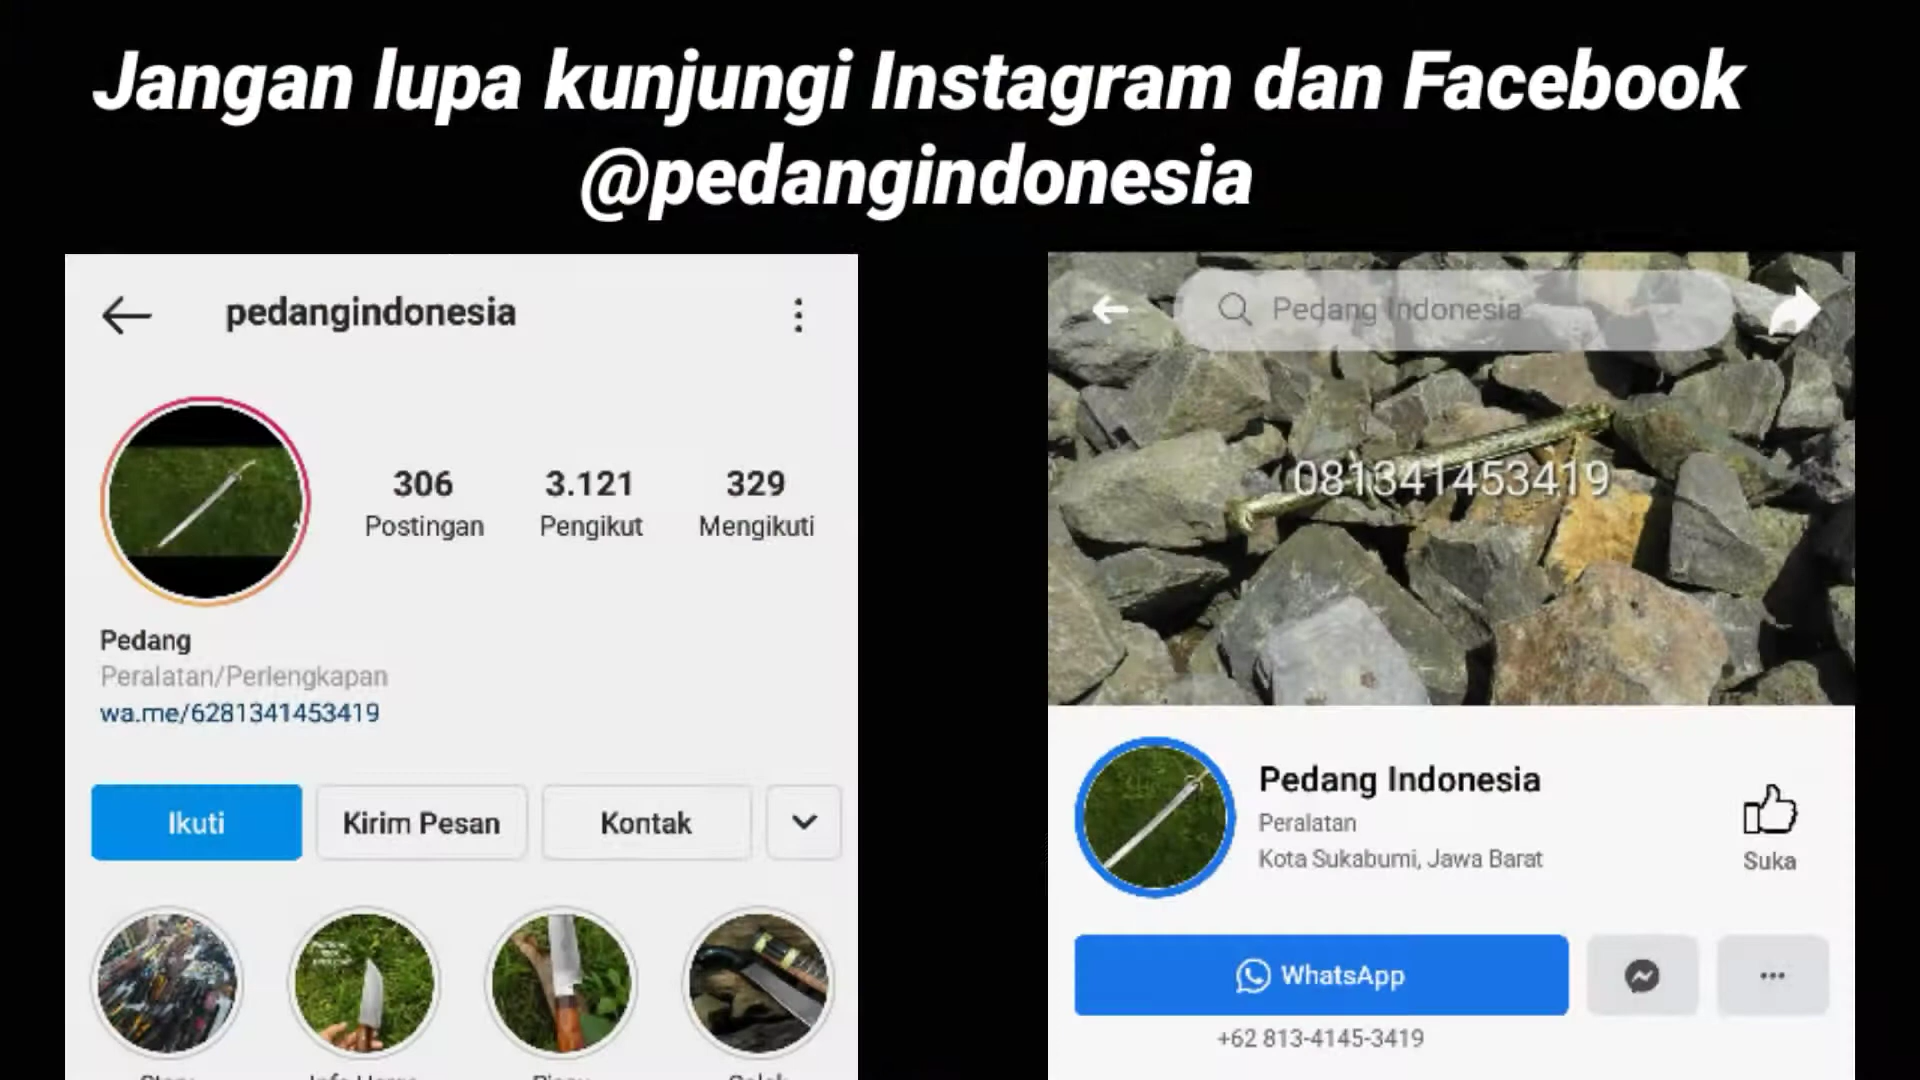 Jangan lupa kunjungi Instagram dan Facebook
@pedangindonesia
pedangindonesia
306
Postingan
3.121
Pengikut
329
Mengikuti
Pedang
Peralatan/Perlengkapan
wa.me/6281341453419
Ikuti
Kirim Pesan
Kontak
Pedang Indonesia
081341453419
Pedang Indonesia
Peralatan
Kota Sukabumi, Jawa Barat
Suka
WhatsApp
+62 813-4145-3419